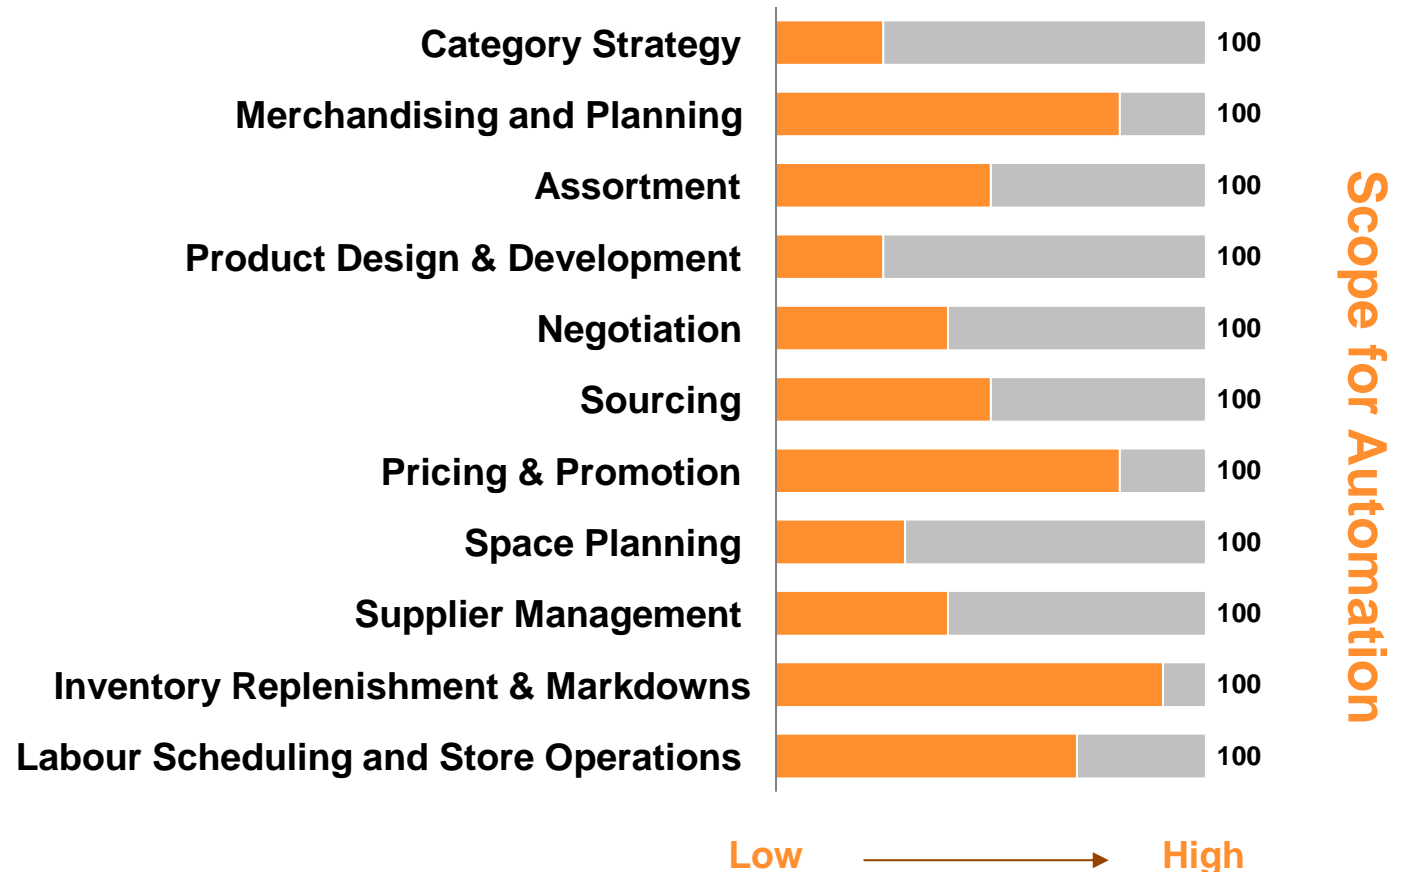 Category Strategy 100
Merchandising and Planning 100
Assortment 100
Product Design & Development 100
Negotiation 100
Sourcing 100
Pricing & Promotion 100
Space Planning 100
Supplier Management 100
Inventory Replenishment & Markdowns 100
Labour Scheduling and Store Operations 100
Scope for Automation
Low High